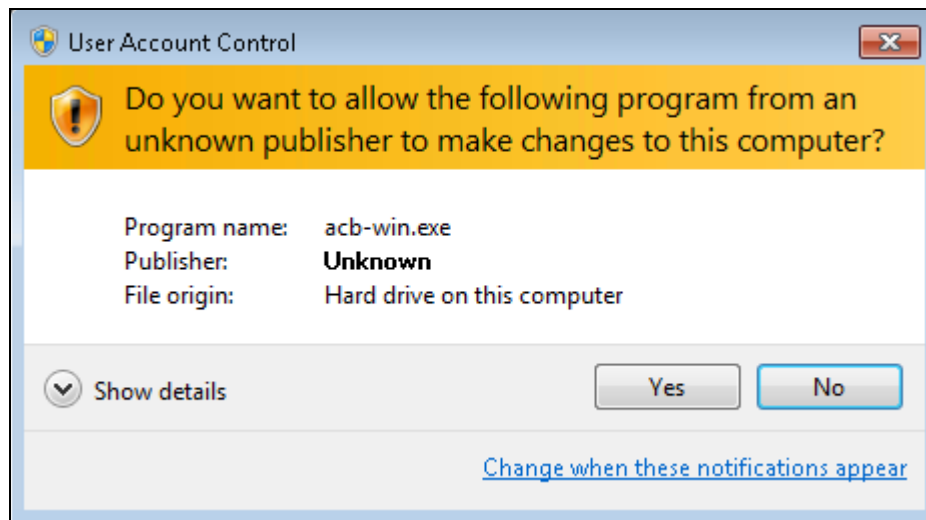 User Account Control
Do you want to allow the following program from an
unknown publisher to make changes to this computer?
Program name: acb-win.exe
Publisher: Unknown
File origin: Hard drive on this computer
Show details
Yes
No
Change when these notifications appear